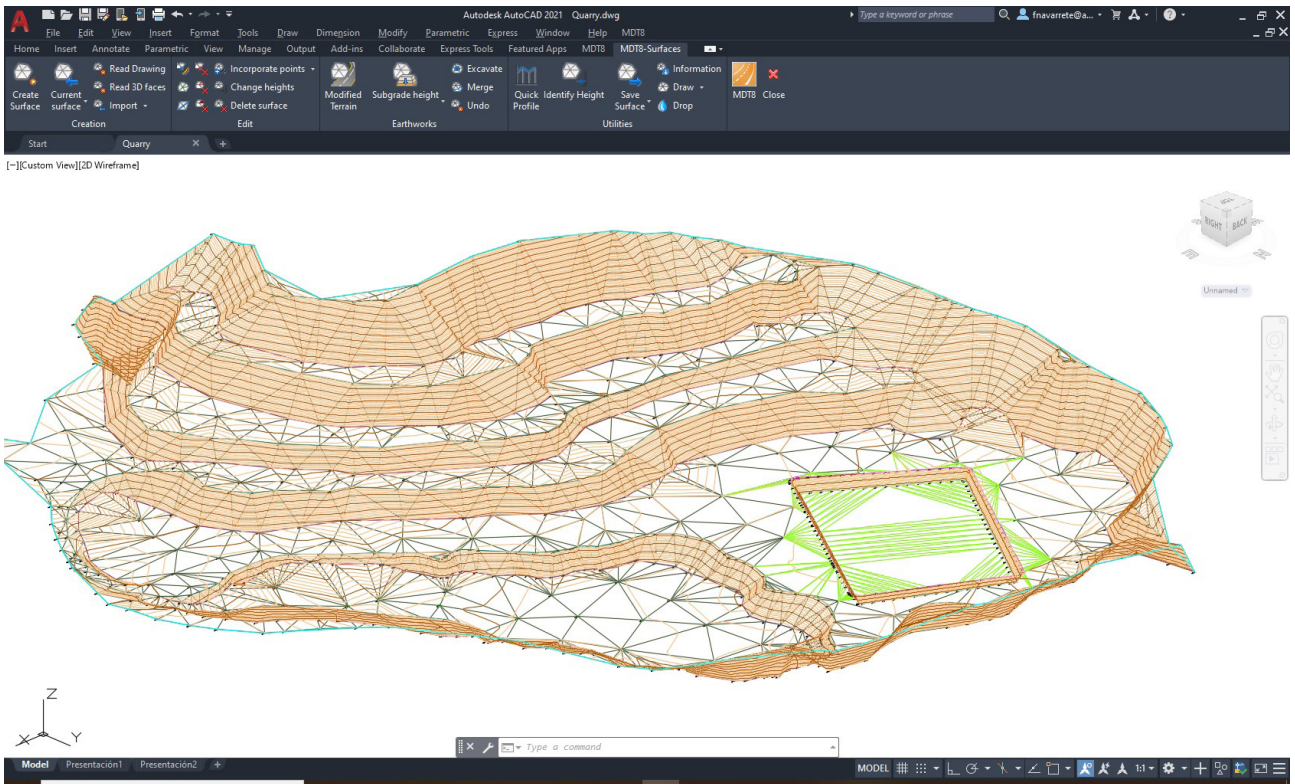 A Autodesk AutoCAD 2021 Quarry.dwg Type a keyword or phrase fnavarrete@a...
File Edit View Insert Format Tools Draw Dimension Modify Parametric Express Window Help MDT8
Home Insert Annotate Parametric View Manage Output Add-ins Collaborate Express Tools Featured Apps MDT8 MDT8-Surfaces
Create Surface
Current surface
Read Drawing
Read 3D faces
Import
Creation
Incorporate points
Change heights
Delete surface
Edit
Modified Terrain
Subgrade height
Excavate
Merge
Undo
Earthworks
Quick Profile
Identify Height
Save Surface
Information
Draw
Drop
Utilities
MDT8 Close
Start Quarry
[−][Custom View][2D Wireframe]
RIGHT BACK
Unnamed
Z
X Y
Type a command
Model Presentación1 Presentación2 +
MODEL 1:1